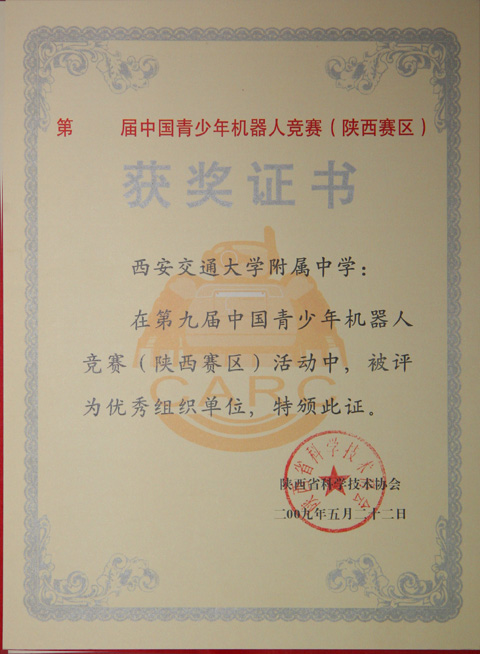 第 届中国青少年机器人竞赛（陕西赛区）
获奖证书
西安交通大学附属中学：
在第九届中国青少年机器人
竞赛（陕西赛区）活动中，被评
为优秀组织单位，特颁此证。
CARC
陕西省科学技术协会
二00九年五月二十二日